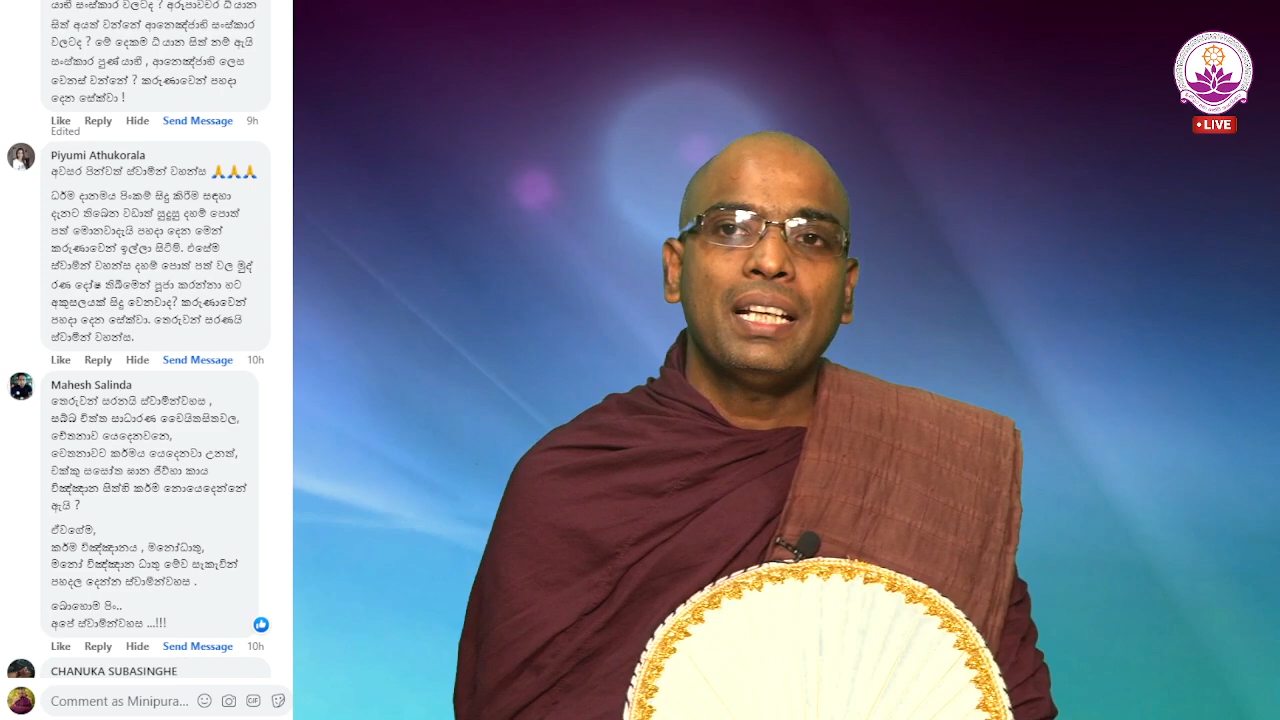 යාභි සංස්කාර වලටද ? අරූපාවචර ධ්‍යාන
සිත් අයත් වන්නේ ආනෙඤ්ජාභි සංස්කාර
වලටද ? මේ දෙකම ධ්‍යාන සිත් නම් ඇයි
සංස්කාර පුණ්‍යාභි , ආනෙඤ්ජාභි ලෙස
වෙනස් වන්නේ ? කරුණාවෙන් පහදා
දෙන සේක්වා !
Like Reply Hide Send Message 9h
Edited
Piyumi Athukorala
අවසර පින්වත් ස්වාමීන් වහන්ස 🙏🙏🙏
ධර්ම දානමය පිංකම් සිදු කිරීම සඳහා
දැනට තිබෙන වඩාත් සුදුසු දහම් පොත්
පත් මොනවාදැයි පහදා දෙන මෙන්
කරුණාවෙන් ඉල්ලා සිටිමි. එසේම
ස්වාමීන් වහන්ස දහම් පොත් පත් වල මුද්
රණ දෝෂ තිබීමෙන් පූජා කරන්නා හට
අකුසලයක් සිදු වෙනවාද? කරුණාවෙන්
පහදා දෙන සේක්වා. තෙරුවන් සරණයි
ස්වාමීන් වහන්ස.
Like Reply Hide Send Message 10h
Mahesh Salinda
තෙරුවන් සරනයි ස්වාමින්වහස ,
සබ්බ චිත්ත සාධාරණ චෛයිතසිතවල,
චේතනාව යෙදෙනවනෙ,
චෙතනාවට කර්මය යෙදෙනවා උනත්,
චක්කු සසෝත ඝාන ජිව්හා කාය
විඤ්ඤාන සිත්හි කර්ම නොයෙදෙන්නේ
ඇයි ?
ඒවගේම,
කර්ම විඤ්ඤානය , මනෝධාතු,
මනෝ විඤ්ඤාන ධාතු මේව සැකැවින්
පහදල දෙන්න ස්වාමින්වහස .
බොහොම පිං..
අපේ ස්වාමින්වහස ...!!!
Like Reply Hide Send Message 10h
CHANUKA SUBASINGHE
Comment as Minipura...
GIF
LIVE